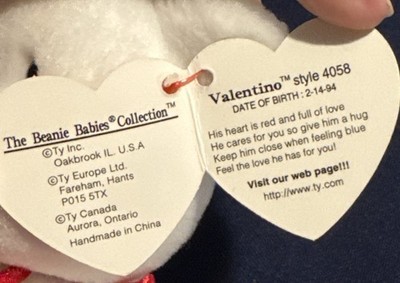 The Beanie Babies® Collection™
©Ty Inc.
Oakbrook IL. U.S.A
©Ty Europe Ltd.
Fareham, Hants
P015 5TX
©Ty Canada
Aurora, Ontario
Handmade in China
Valentino™ style 4058
DATE OF BIRTH : 2-14-94
His heart is red and full of love
He cares for you so give him a hug
Keep him close when feeling blue
Feel the love he has for you!
Visit our web page!!!
http://www.ty.com